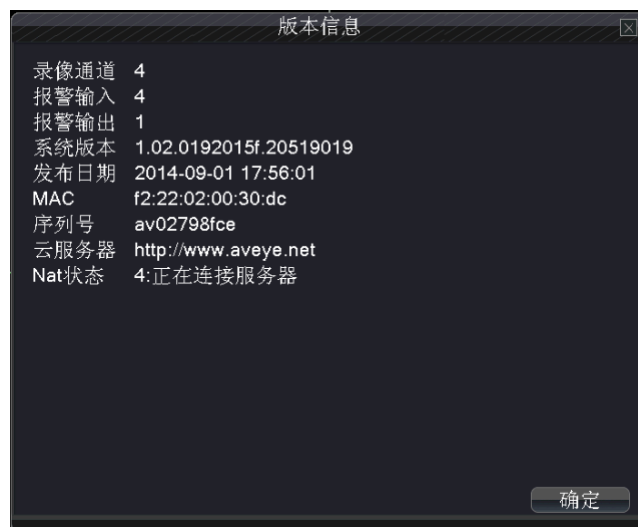 版本信息
录像通道 4
报警输入 4
报警输出 1
系统版本 1.02.0192015f.20519019
发布日期 2014-09-01 17:56:01
MAC f2:22:02:00:30:dc
序列号 av02798fce
云服务器 http://www.aveye.net
Nat状态 4:正在连接服务器
确定